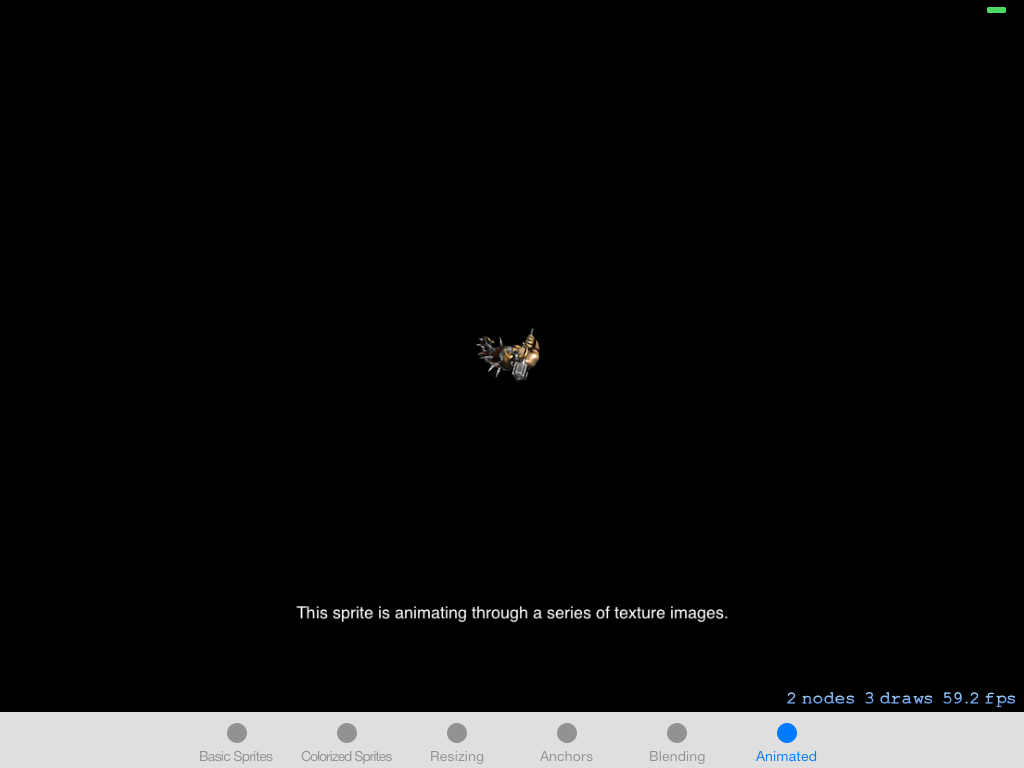 This sprite is animating through a series of texture images.
2 nodes 3 draws 59.2 fps
Basic Sprites Colorized Sprites Resizing Anchors Blending Animated